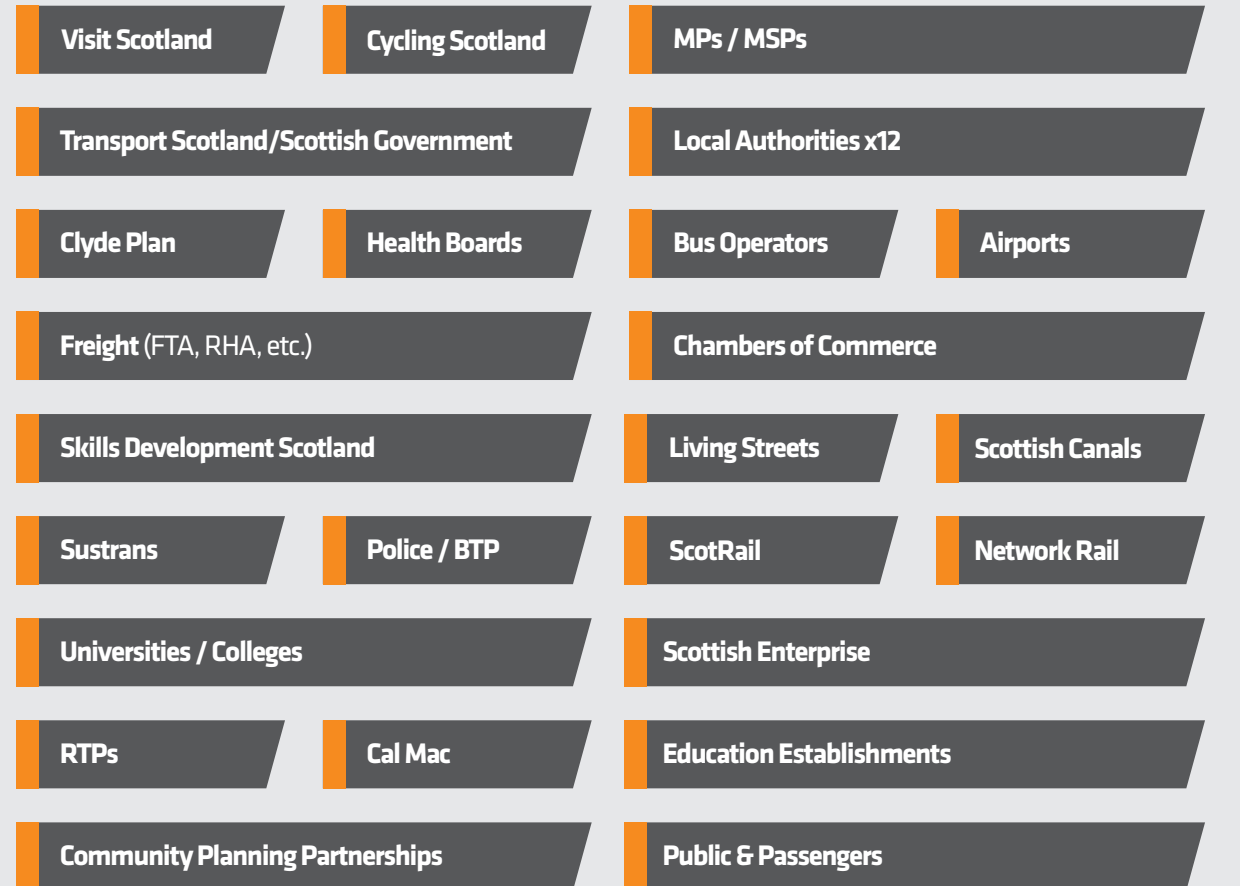 Visit Scotland
Cycling Scotland
MPs / MSPs
Transport Scotland/Scottish Government
Local Authorities x12
Clyde Plan
Health Boards
Bus Operators
Airports
Freight (FTA, RHA, etc.)
Chambers of Commerce
Skills Development Scotland
Living Streets
Scottish Canals
Sustrans
Police / BTP
ScotRail
Network Rail
Universities / Colleges
Scottish Enterprise
RTPs
Cal Mac
Education Establishments
Community Planning Partnerships
Public & Passengers